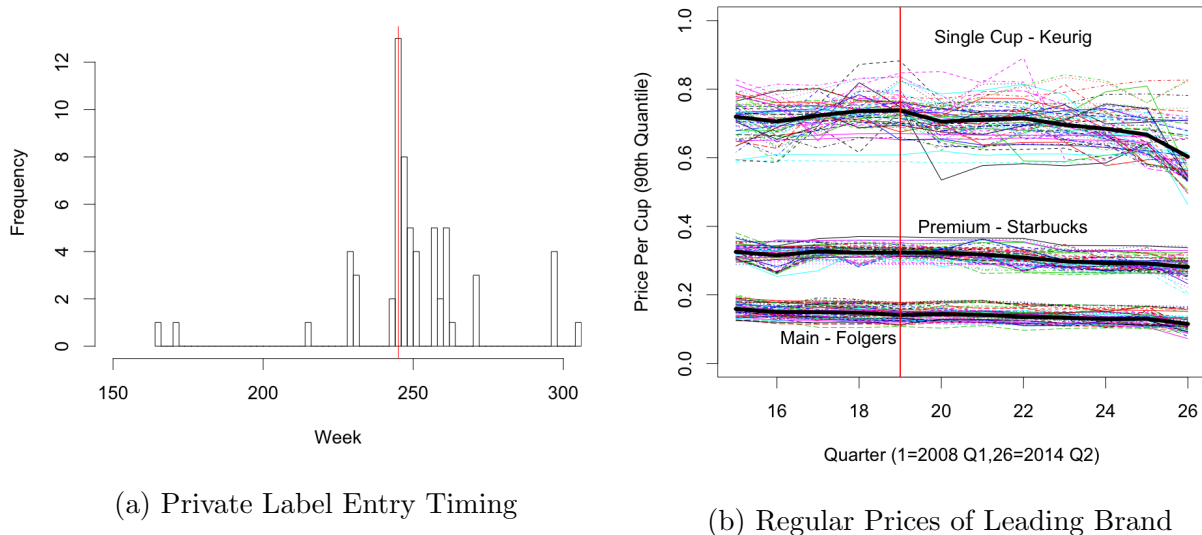 Frequency
0
2
4
6
8
10
12
150
200
250
300
Week
(a) Private Label Entry Timing
Price Per Cup (90th Quantile)
0.0
0.2
0.4
0.6
0.8
1.0
Single Cup - Keurig
Premium - Starbucks
Main - Folgers
16
18
20
22
24
26
Quarter (1=2008 Q1,26=2014 Q2)
(b) Regular Prices of Leading Brand